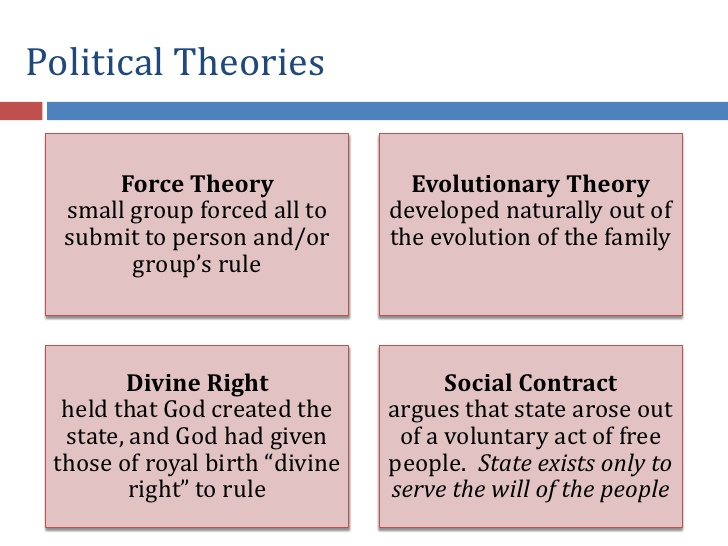 Political Theories
Force Theory
small group forced all to
submit to person and/or
group’s rule
Evolutionary Theory
developed naturally out of
the evolution of the family
Divine Right
held that God created the
state, and God had given
those of royal birth “divine
right” to rule
Social Contract
argues that state arose out
of a voluntary act of free
people.  State exists only to
serve the will of the people